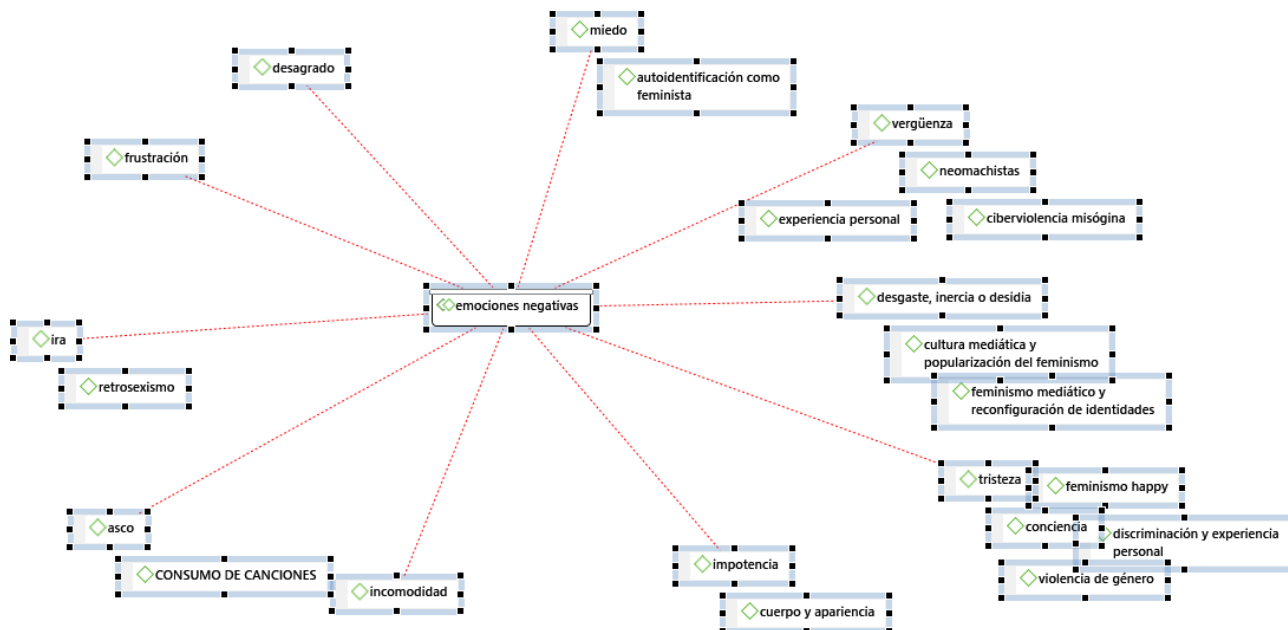 miedo
desagrado
autoidentificación como
feminista
vergüenza
frustración
neomachistas
experiencia personal
ciberviolencia misógina
desgaste, inercia o desidia
emociones negativas
ira
cultura mediática y
popularización del feminismo
retrosexismo
feminismo mediático y
reconfiguración de identidades
tristeza
feminismo happy
asco
conciencia
discriminación y experiencia
personal
impotencia
CONSUMO DE CANCIONES
incomodidad
violencia de género
cuerpo y apariencia